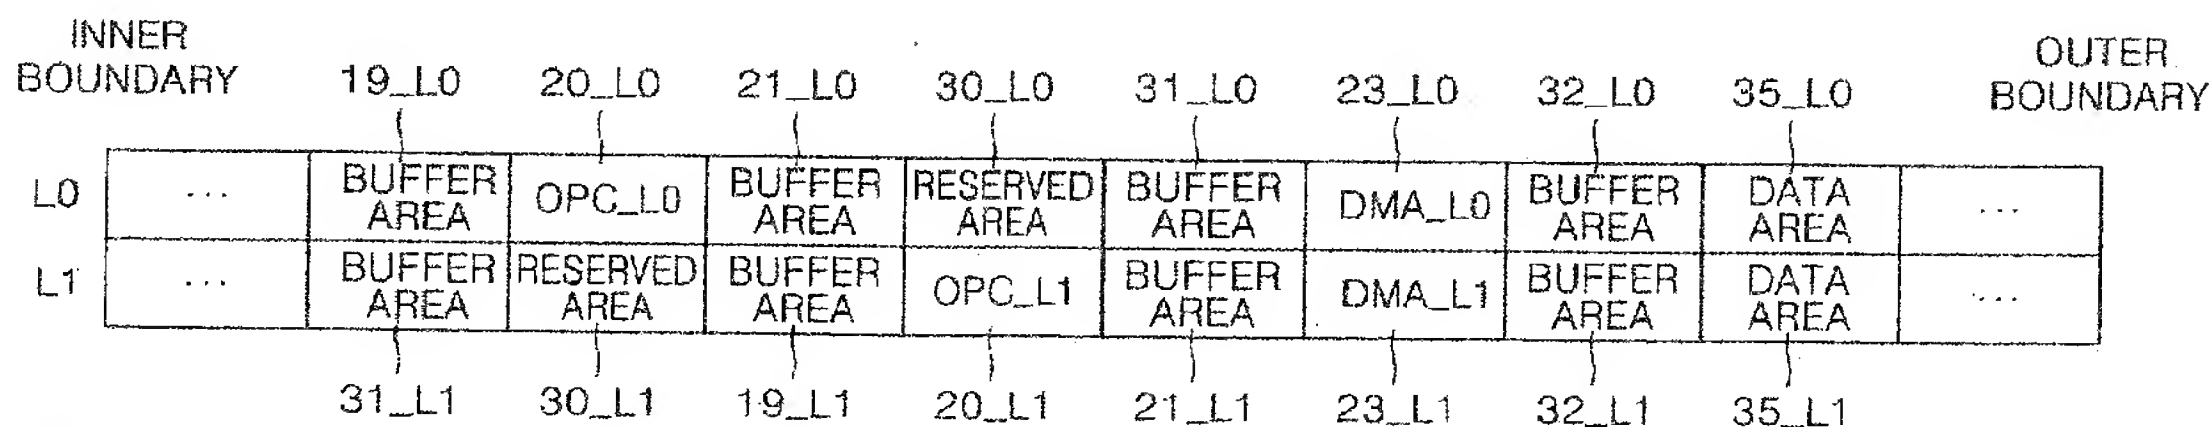 INNER
BOUNDARY
19_L0 20_L0 21_L0 30_L0 31_L0 23_L0 32_L0 35_L0
OUTER
BOUNDARY
L0 ... BUFFER AREA OPC_L0 BUFFER AREA RESERVED AREA BUFFER AREA DMA_L0 BUFFER AREA DATA AREA ...
L1 ... BUFFER AREA RESERVED AREA BUFFER AREA OPC_L1 BUFFER AREA DMA_L1 BUFFER AREA DATA AREA ...
31_L1 30_L1 19_L1 20_L1 21_L1 23_L1 32_L1 35_L1